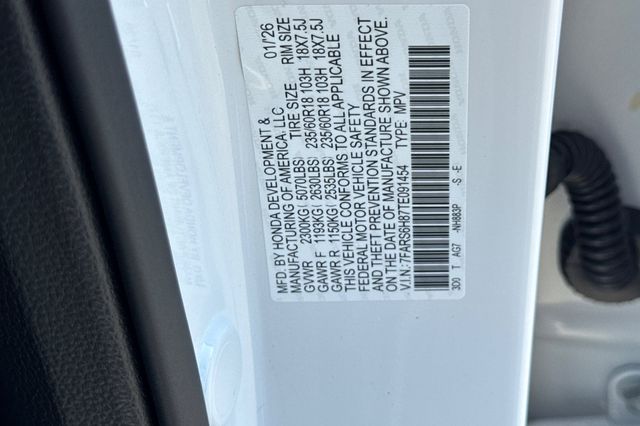 MFD. BY HONDA DEVELOPMENT & 01/26
MANUFACTURING OF AMERICA, LLC TIRE SIZE RIM SIZE
GVWR 2300KG(5070LBS) 235/60R18 103H 18X7.5J
GAWR F 1193KG(2630LBS) 235/60R18 103H 18X7.5J
GAWR R 1150KG(2535LBS)
THIS VEHICLE CONFORMS TO ALL APPLICABLE
FEDERAL MOTOR VEHICLE SAFETY
AND THEFT PREVENTION STANDARDS IN EFFECT
ON THE DATE OF MANUFACTURE SHOWN ABOVE.
V.I.N.: 7FARS6H877TE091454 TYPE: MPV
300 T AG7 -NH883P -S -E